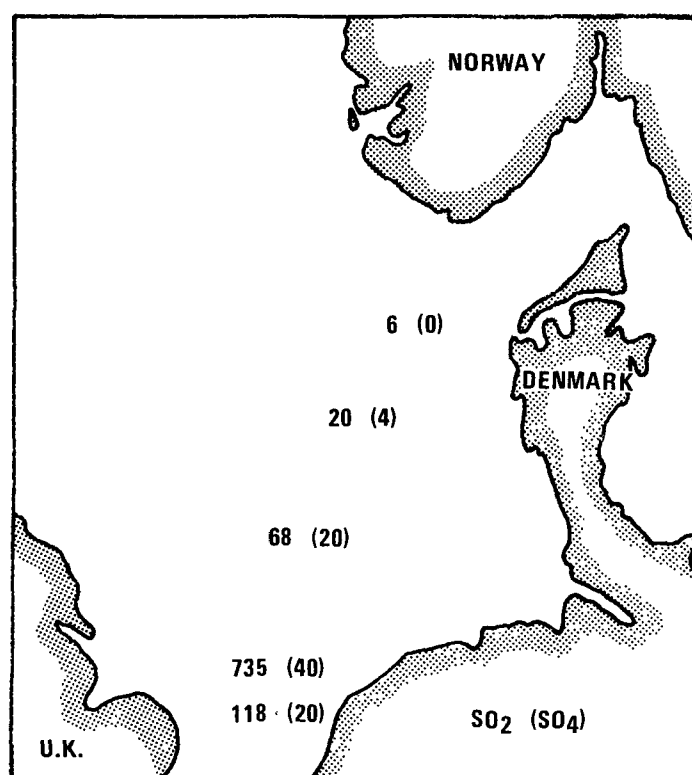 NORWAY
6 (0)
DENMARK
20 (4)
68 (20)
735 (40)
118 (20)
SO₂ (SO₄)
U.K.